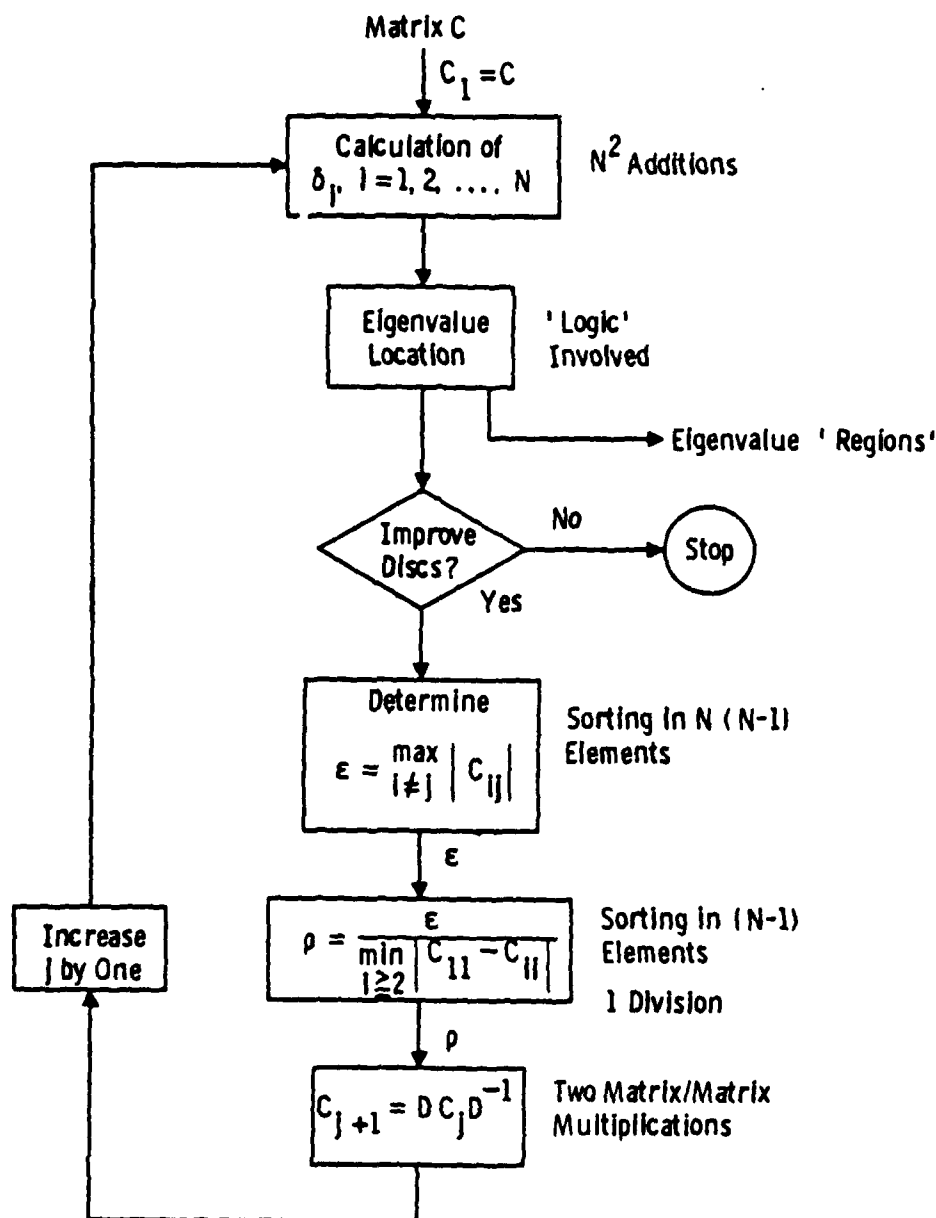 Matrix C
C₁ = C
Calculation of
δᵢ, i = 1, 2, .... N
N² Additions
Eigenvalue
Location
'Logic'
Involved
Eigenvalue 'Regions'
Improve
Discs?
No
Stop
Yes
Determine
ε = max | Cᵢⱼ |
i ≠ j
Sorting in N (N-1)
Elements
ε
Increase
j by One
ε
ρ = min | C₁₁ - Cᵢᵢ |
i ≧ 2
Sorting in (N-1)
Elements
1 Division
ρ
Cⱼ₊₁ = D Cⱼ D⁻¹
Two Matrix/Matrix
Multiplications